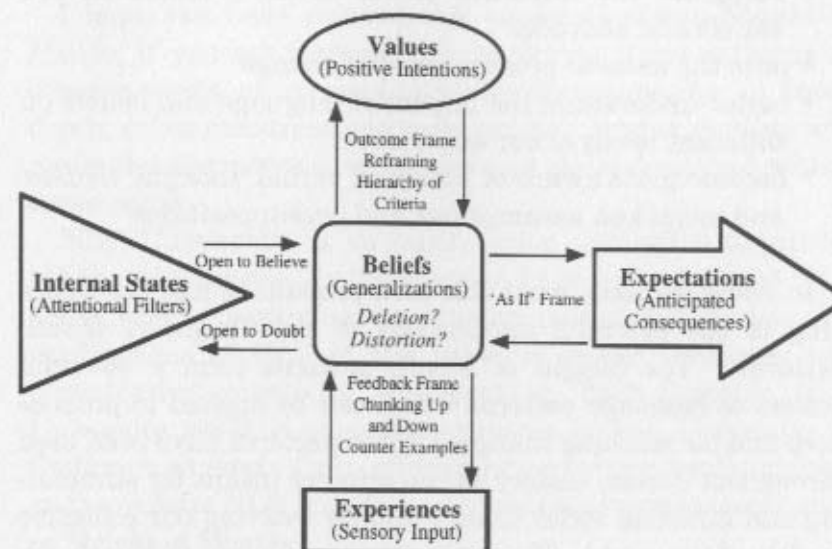 Values
(Positive Intentions)
Outcome Frame
Reframing
Hierarchy of
Criteria
Internal States
(Attentional Filters)
Open to Believe
Open to Doubt
Beliefs
(Generalizations)
Deletion?
Distortion?
'As If' Frame
Expectations
(Anticipated
Consequences)
Feedback Frame
Chunking Up
and Down
Counter Examples
Experiences
(Sensory Input)